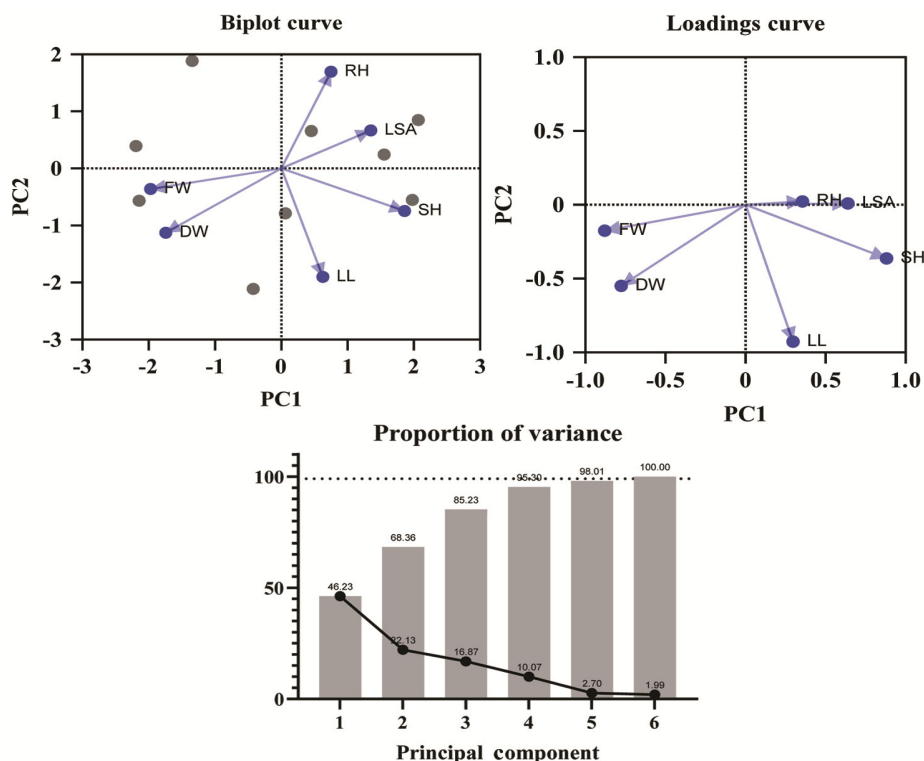 Biplot curve
2
1
0
-1
-2
-3
PC2
RH
LSA
FW
DW
SH
LL
-3 -2 -1 0 1 2 3
PC1
Loadings curve
1.0
0.5
0.0
-0.5
-1.0
PC2
RH
LSA
FW
DW
SH
LL
-1.0 -0.5 0 0.5 1.0
PC1
Proportion of variance
100
50
0
46.23
68.36
85.23
95.30
98.01
100.00
22.13
16.87
10.07
2.70
1.99
1 2 3 4 5 6
Principal component